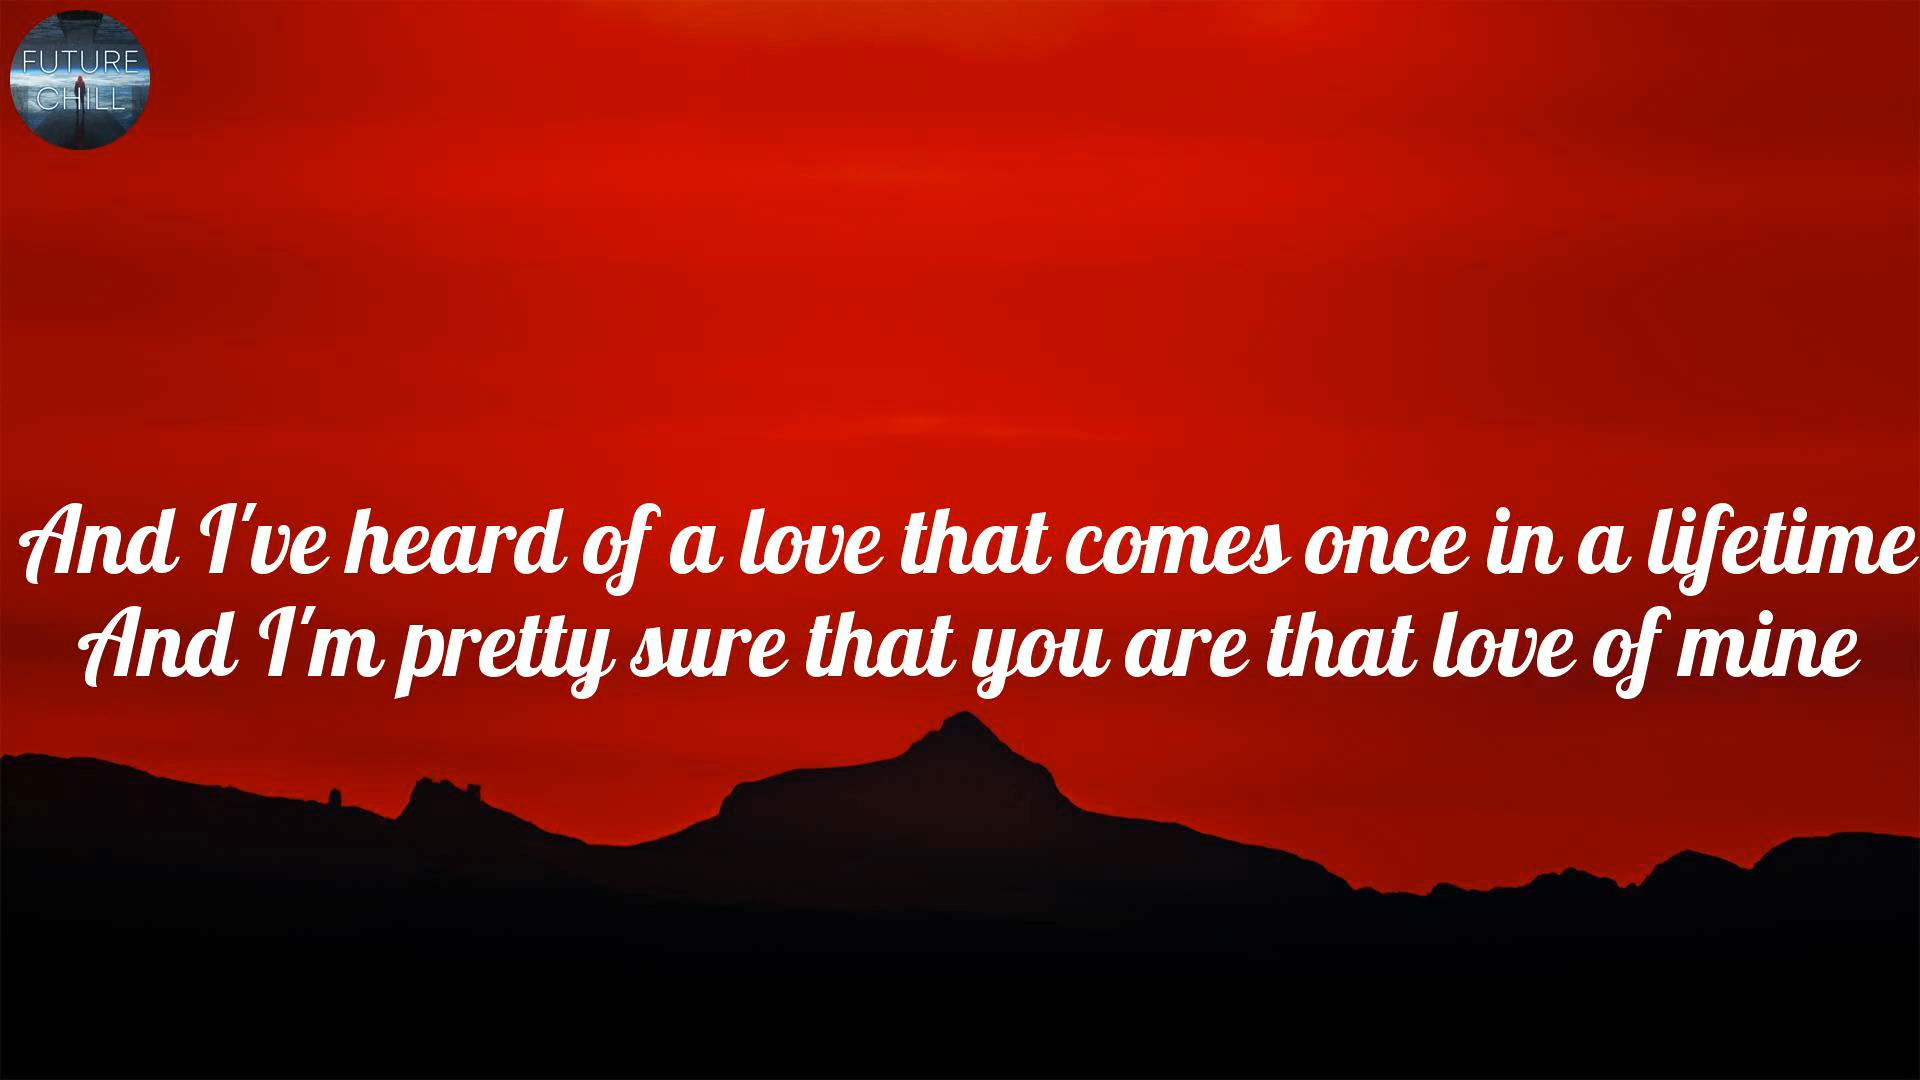 FUTURE
CHILL
And I've heard of a love that comes once in a lifetime
And I'm pretty sure that you are that love of mine